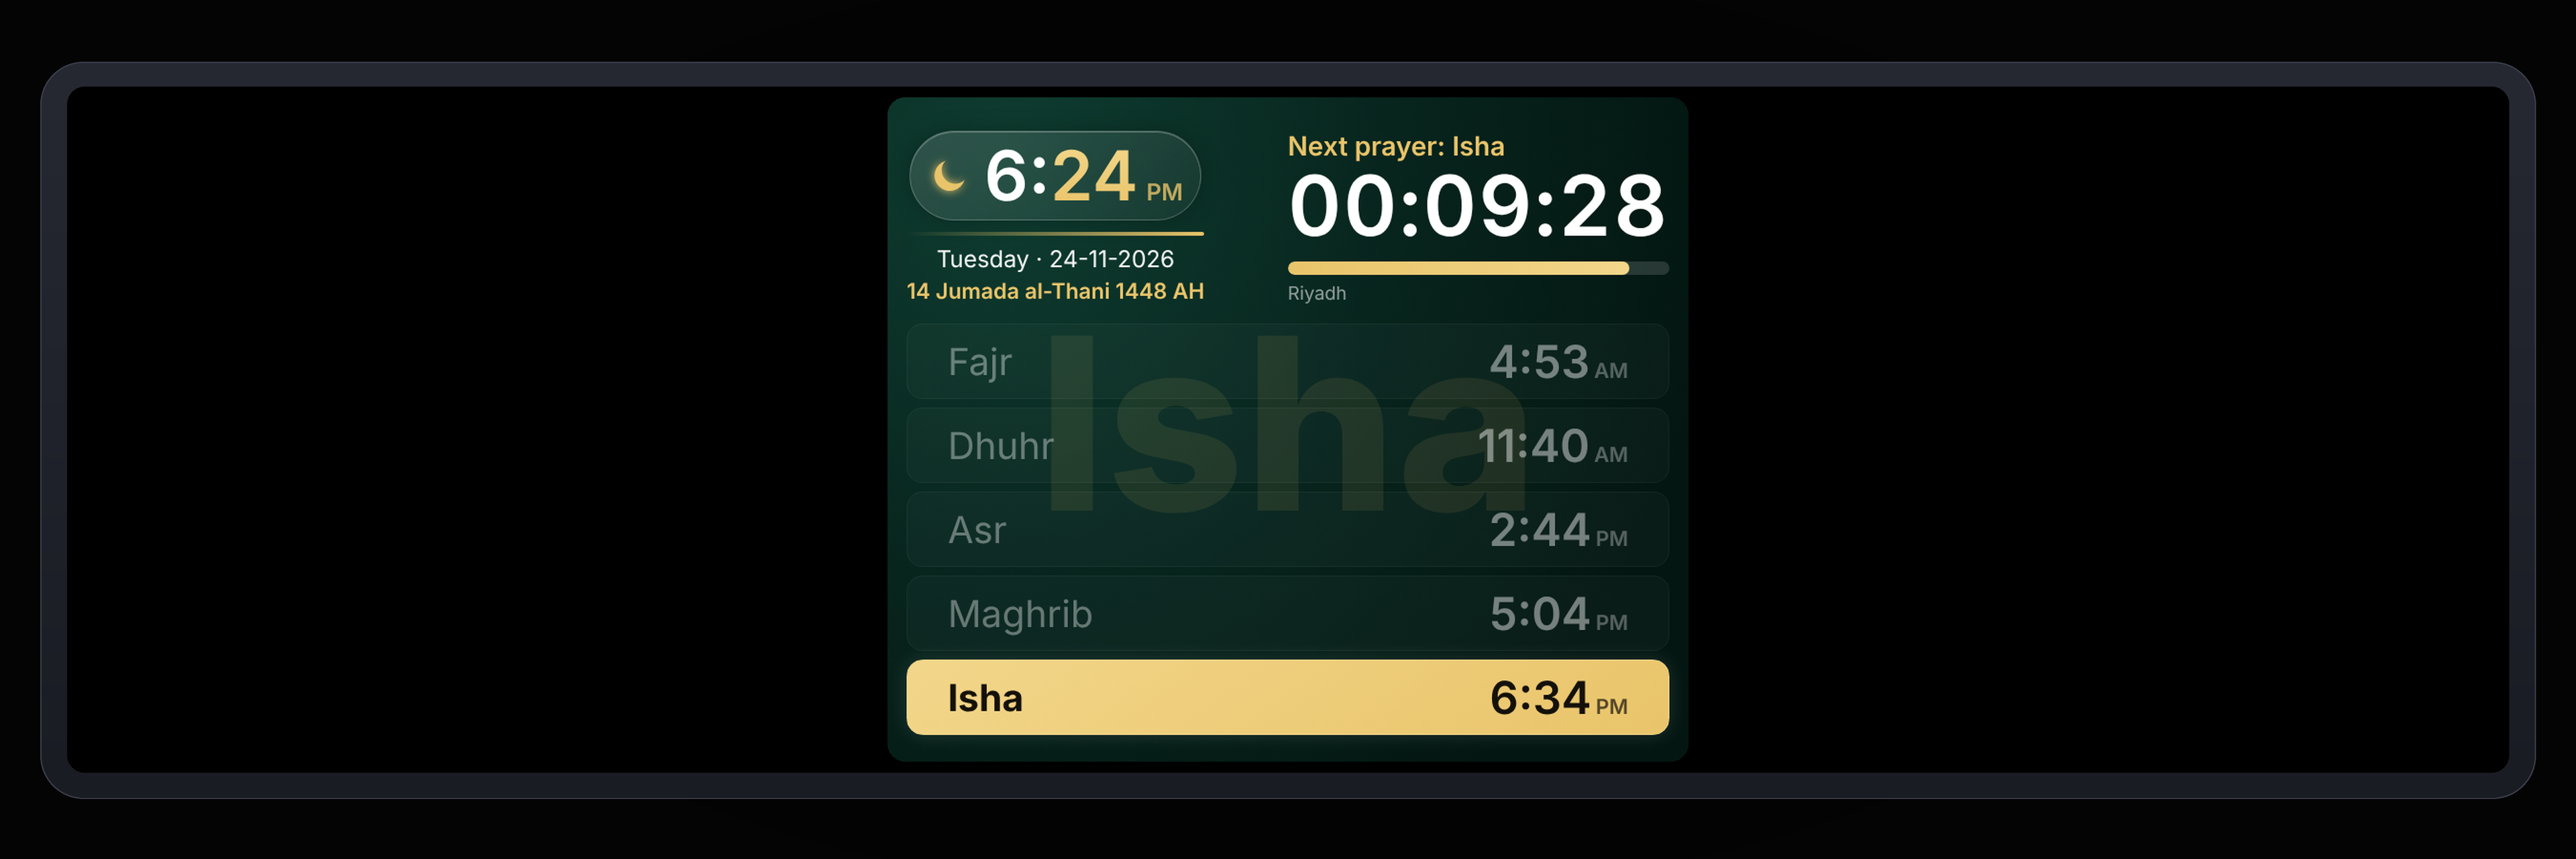 6:24 PM
Tuesday · 24-11-2026
14 Jumada al-Thani 1448 AH
Next prayer: Isha
00:09:28
Riyadh
Isha
Fajr 4:53 AM
Dhuhr 11:40 AM
Asr 2:44 PM
Maghrib 5:04 PM
Isha 6:34 PM